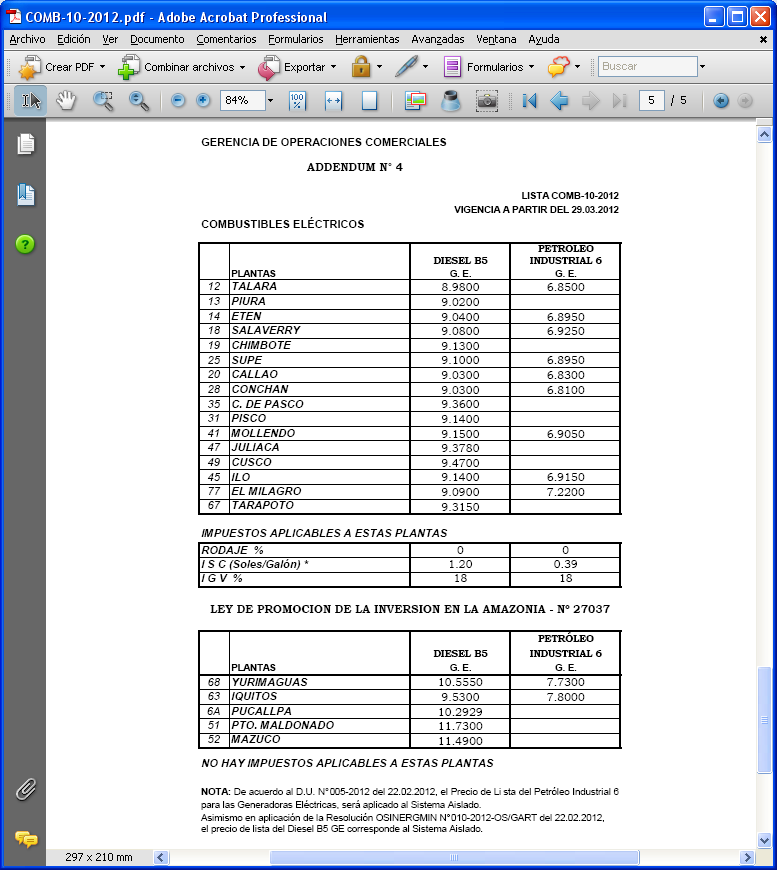 COMB-10-2012.pdf - Adobe Acrobat Professional
Archivo Edición Ver Documento Comentarios Formularios Herramientas Avanzadas Ventana Ayuda
Crear PDF Combinar archivos Exportar Formularios Buscar
84% 100 % 5 / 5
GERENCIA DE OPERACIONES COMERCIALES
ADDENDUM N° 4
LISTA COMB-10-2012
VIGENCIA A PARTIR DEL 29.03.2012
COMBUSTIBLES ELÉCTRICOS
PETRÓLEO
DIESEL B5 INDUSTRIAL 6
PLANTAS G. E. G. E.
12 TALARA 8.9800 6.8500
13 PIURA 9.0200
14 ETEN 9.0400 6.8950
18 SALAVERRY 9.0800 6.9250
19 CHIMBOTE 9.1300
25 SUPE 9.1000 6.8950
20 CALLAO 9.0300 6.8300
28 CONCHAN 9.0300 6.8100
35 C. DE PASCO 9.3600
31 PISCO 9.1400
41 MOLLENDO 9.1500 6.9050
47 JULIACA 9.3780
49 CUSCO 9.4700
45 ILO 9.1400 6.9150
77 EL MILAGRO 9.0900 7.2200
67 TARAPOTO 9.3150
IMPUESTOS APLICABLES A ESTAS PLANTAS
RODAJE % 0 0
I S C (Soles/Galón) * 1.20 0.39
I G V % 18 18
LEY DE PROMOCION DE LA INVERSION EN LA AMAZONIA - Nº 27037
PETRÓLEO
DIESEL B5 INDUSTRIAL 6
PLANTAS G. E. G. E.
68 YURIMAGUAS 10.5550 7.7300
63 IQUITOS 9.5300 7.8000
6A PUCALLPA 10.2929
51 PTO. MALDONADO 11.7300
52 MAZUCO 11.4900
NO HAY IMPUESTOS APLICABLES A ESTAS PLANTAS
NOTA: De acuerdo al D.U. N°005-2012 del 22.02.2012, el Precio de Lista del Petróleo Industrial 6
para las Generadoras Eléctricas, será aplicado al Sistema Aislado.
Asimismo en aplicación de la Resolución OSINERGMIN N°010-2012-OS/GART del 22.02.2012,
el precio de lista del Diesel B5 GE corresponde al Sistema Aislado.
297 x 210 mm